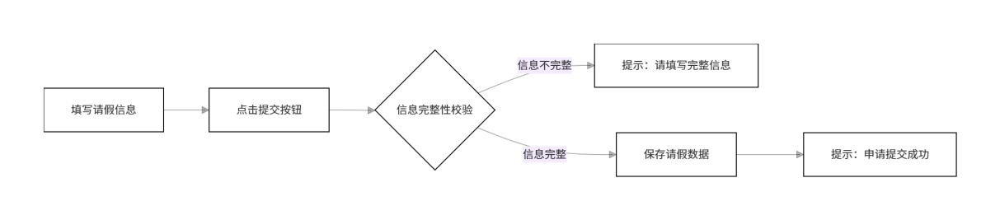 填写请假信息
点击提交按钮
信息完整性校验
信息不完整
提示：请填写完整信息
信息完整
保存请假数据
提示：申请提交成功